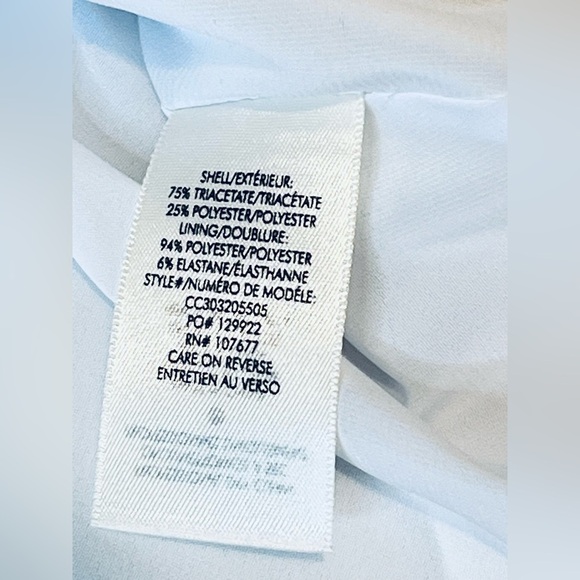 SHELL/EXTÉRIEUR:
75% TRIACETATE/TRIACÉTATE
25% POLYESTER/POLYESTER
LINING/DOUBLURE:
94% POLYESTER/POLYESTER
6% ELASTANE/ÉLASTHANNE
STYLE#/NUMÉRO DE MODÉLE:
CC303205505
PO# 129922
RN# 107677
CARE ON REVERSE
ENTRETIEN AU VERSO